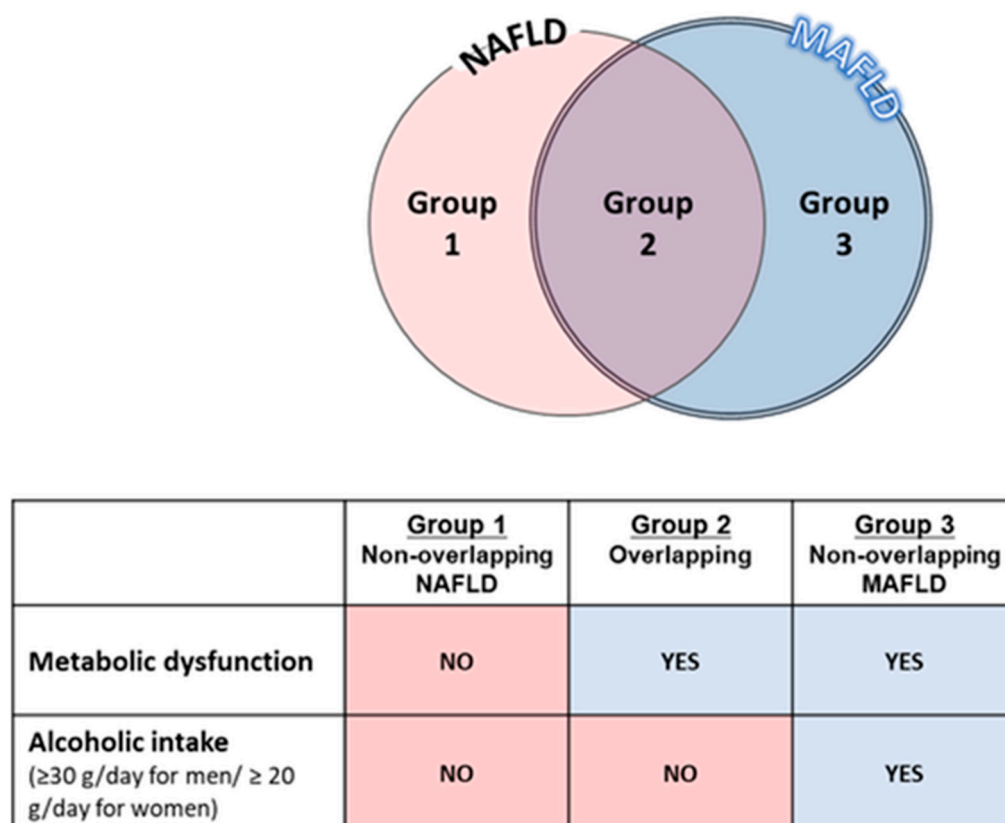 NAFLD
MAFLD
Group
1
Group
2
Group
3
Group 1
Non-overlapping
NAFLD
Group 2
Overlapping
Group 3
Non-overlapping
MAFLD
Metabolic dysfunction
NO
YES
YES
Alcoholic intake
(≥30 g/day for men/ ≥ 20
g/day for women)
NO
NO
YES